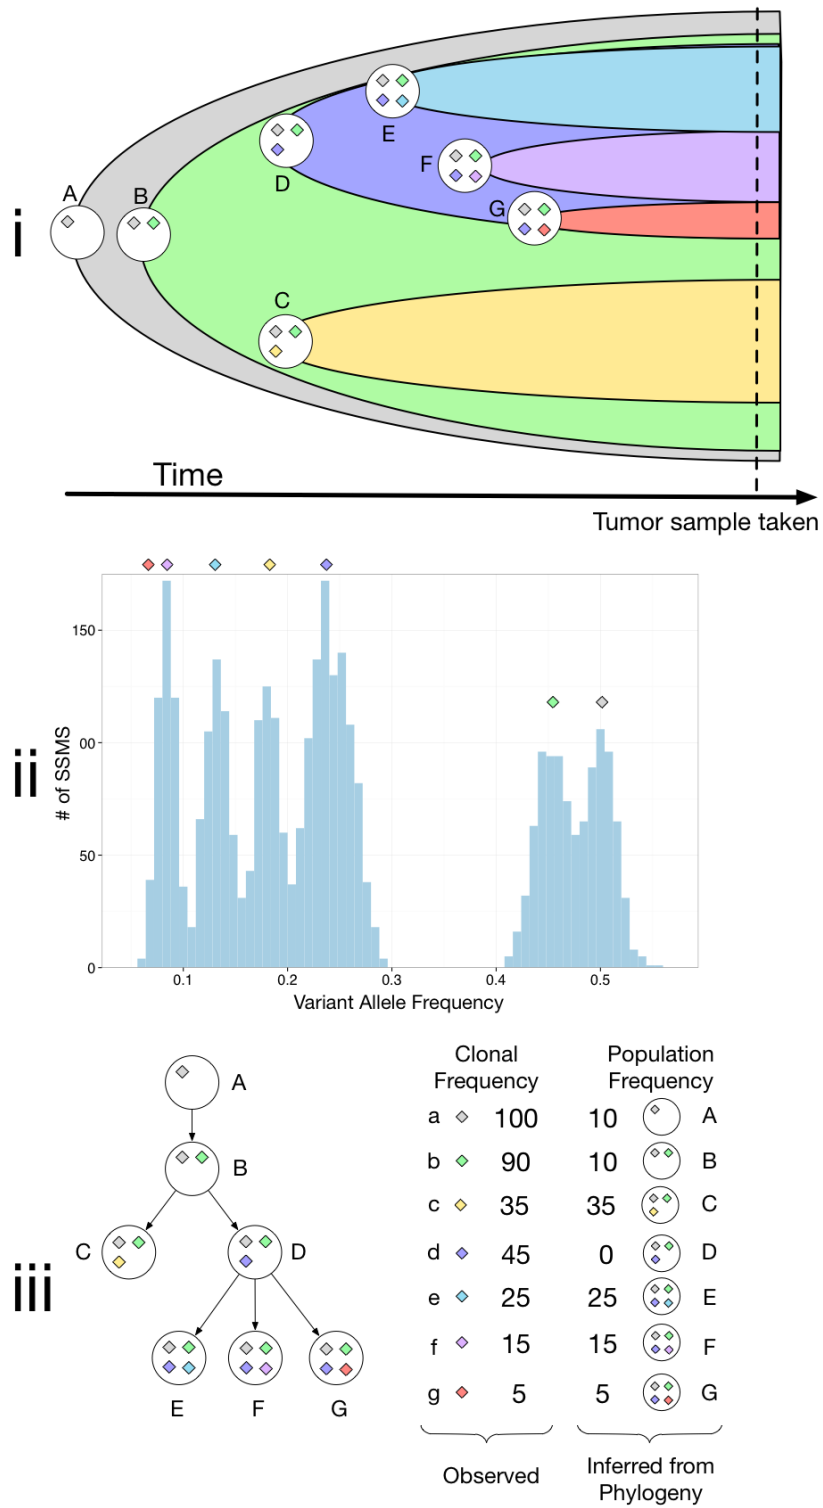 A
B
E
D
F
G
C
i
Time
Tumor sample taken
ii
# of SSMS
150
00
50
0
0.1
0.2
0.3
0.4
0.5
Variant Allele Frequency
iii
A
B
C
D
E
F
G
Clonal Population
Frequency Frequency
a 100 10 A
b 90 10 B
c 35 35 C
d 45 0 D
e 25 25 E
f 15 15 F
g 5 5 G
Observed
Inferred from
Phylogeny